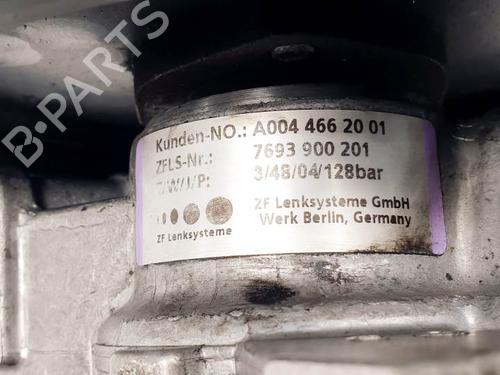 B-PARTS
Kunden-NO.: A004 466 20 01
ZFLS-Nr.: 7693 900 201
T/W/J/P: 3/48/04/128bar
ZF Lenksysteme GmbH
Werk Berlin, Germany
ZF Lenksysteme